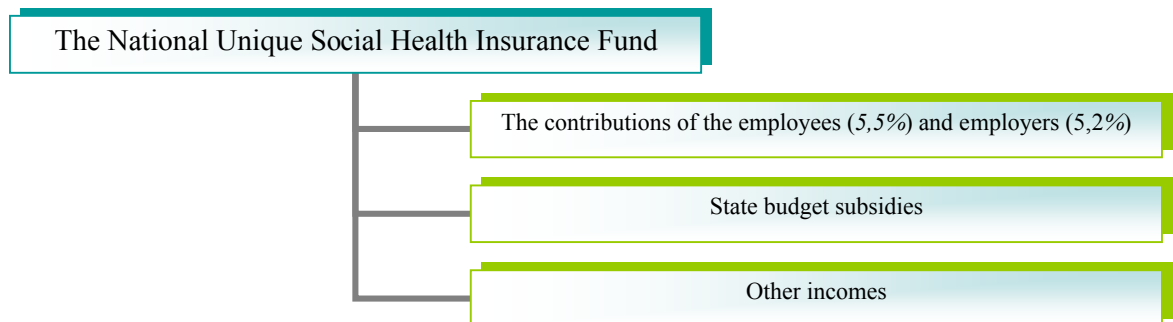 The National Unique Social Health Insurance Fund
The contributions of the employees (5,5%) and employers (5,2%)
State budget subsidies
Other incomes